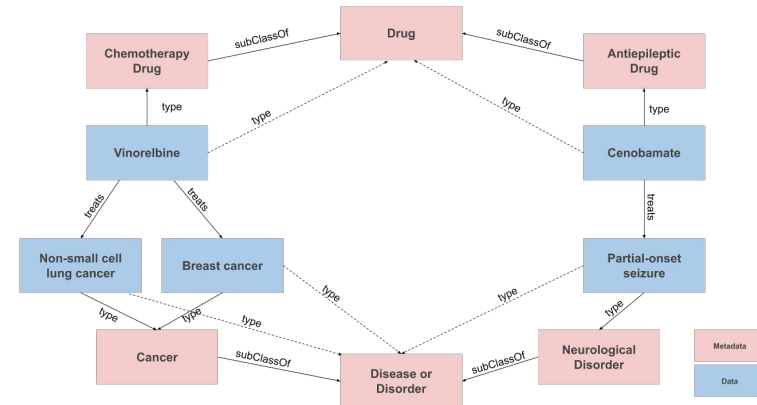 Drug
subClassOf
subClassOf
Chemotherapy
Drug
Antiepileptic
Drug
type
type
type
type
Vinorelbine
Cenobamate
treats
treats
treats
Non-small cell
lung cancer
Breast cancer
Partial-onset
seizure
type
type
type
type
type
Cancer
subClassOf
Disease or
Disorder
subClassOf
Neurological
Disorder
Metadata
Data